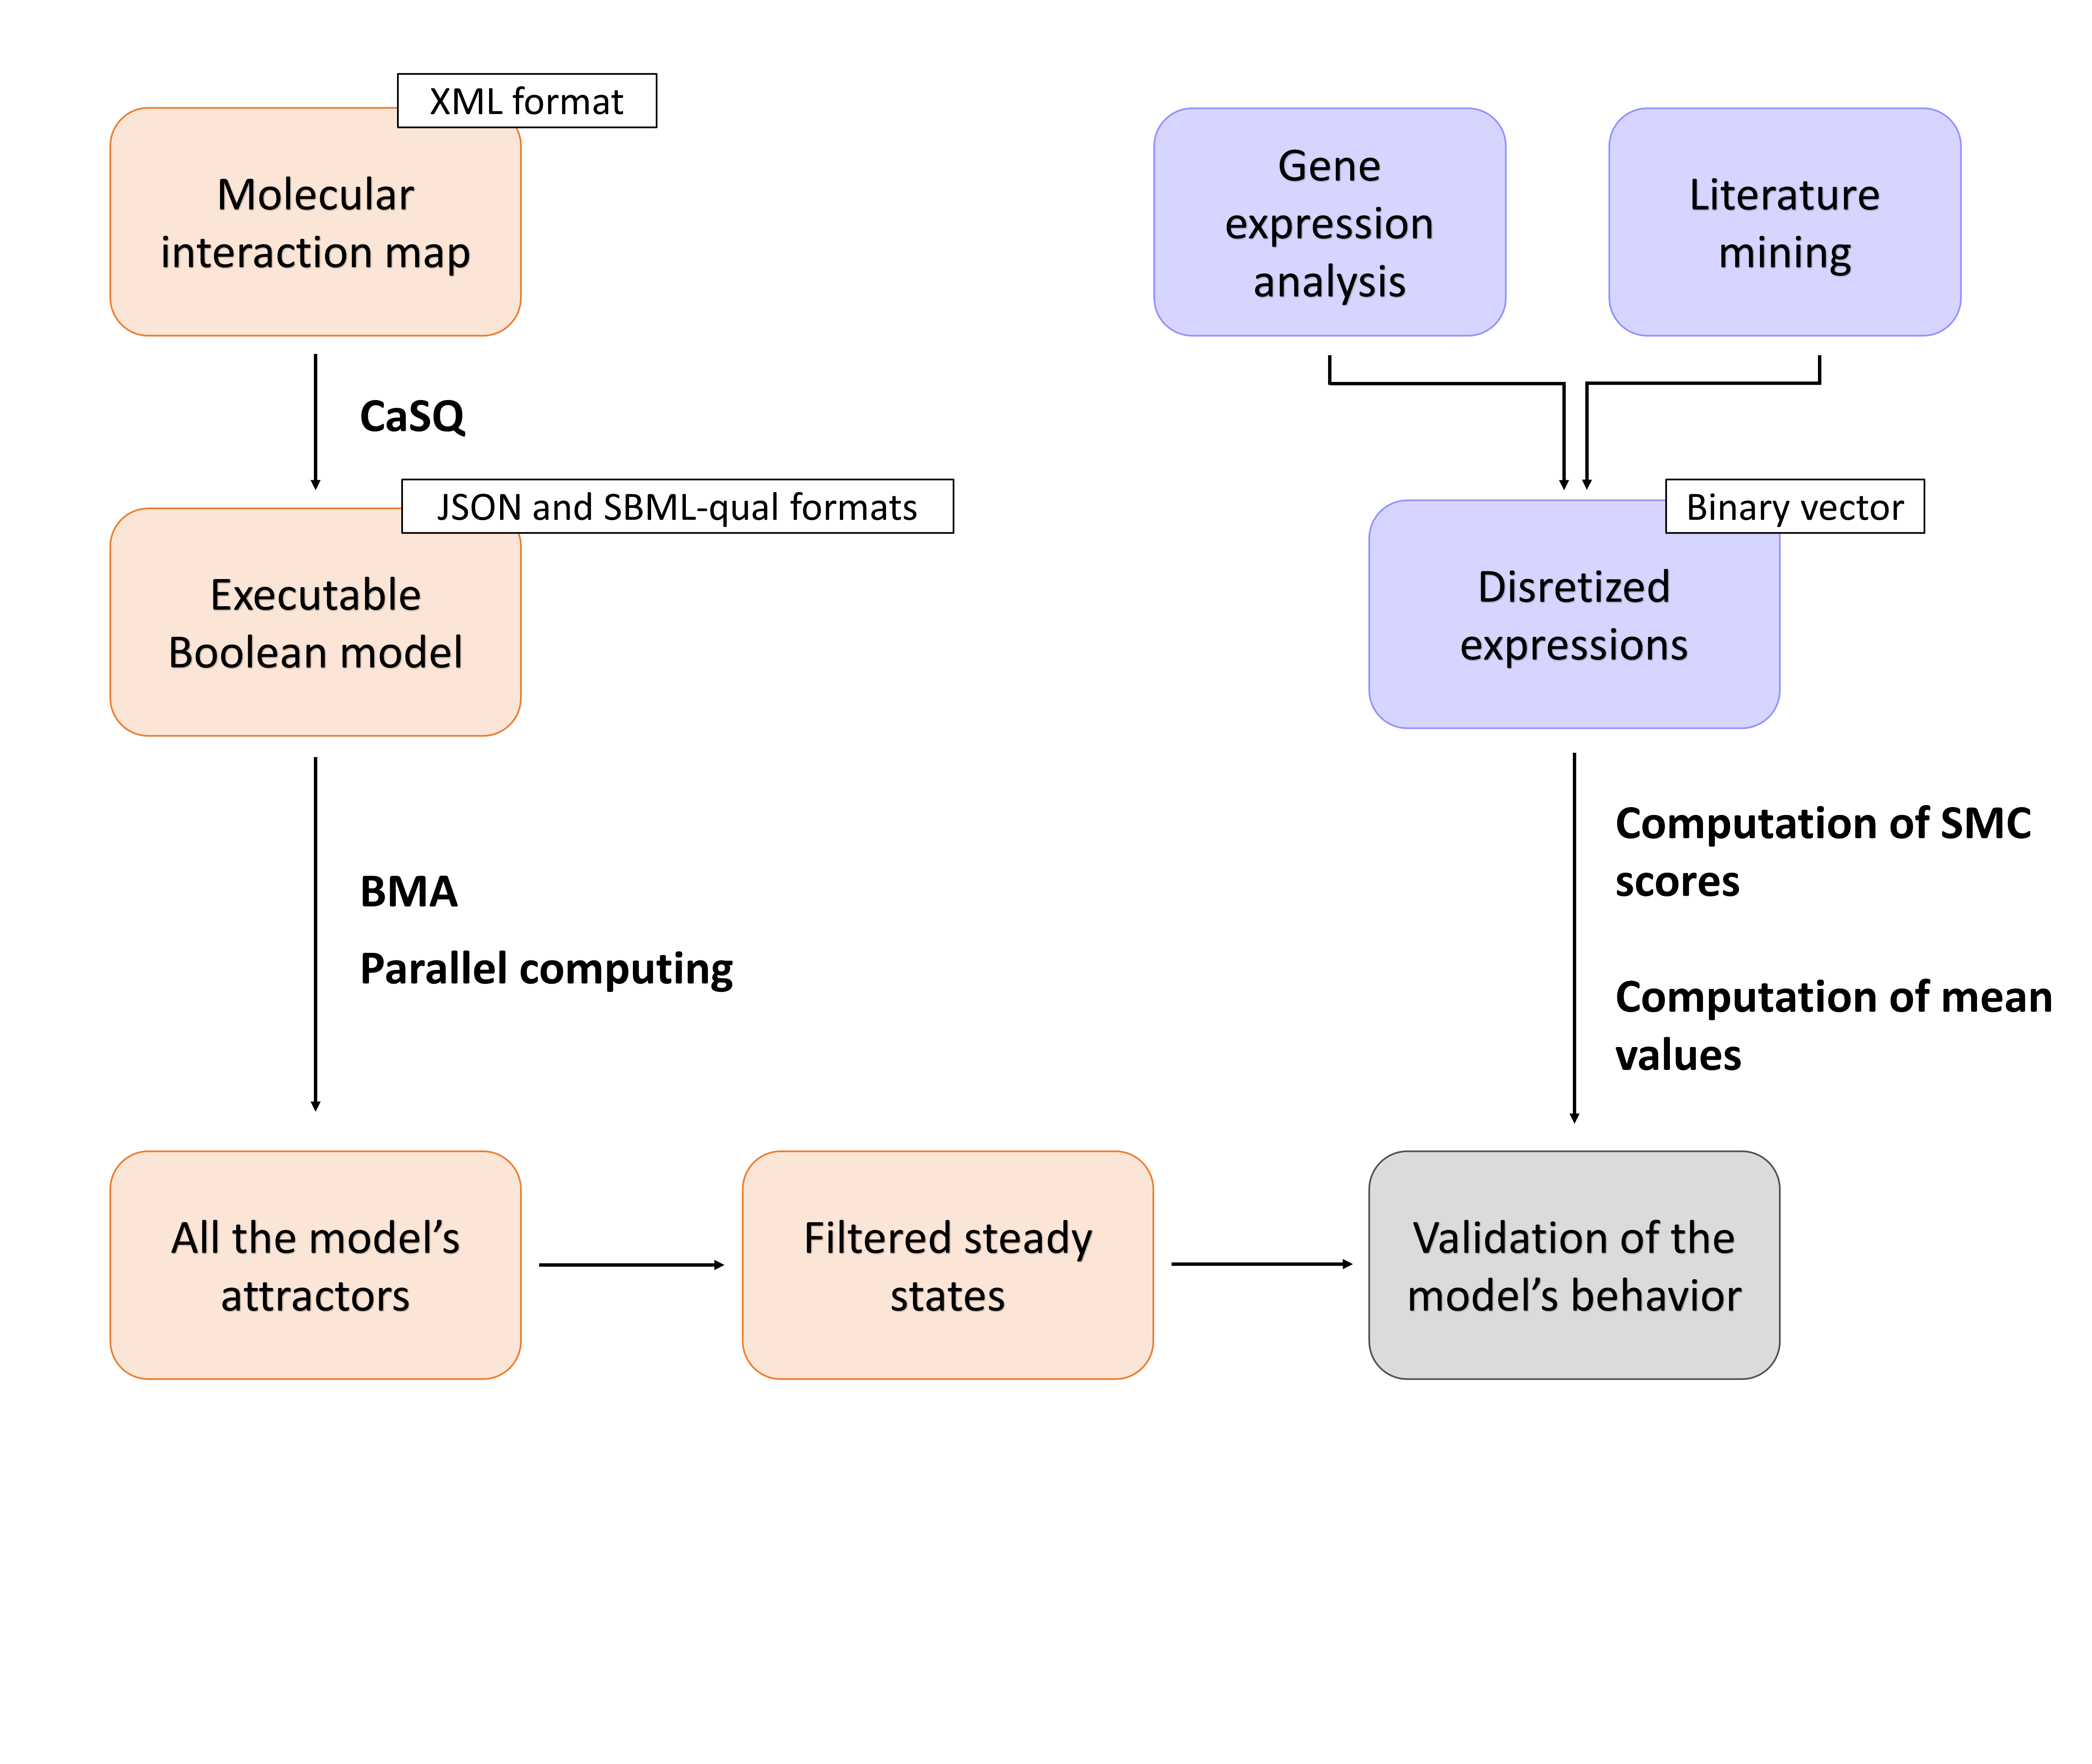 XML format
Molecular
interaction map
CaSQ
JSON and SBML-qual formats
Executable
Boolean model
BMA
Parallel computing
All the model’s
attractors
Filtered steady
states
Gene
expression
analysis
Literature
mining
Binary vector
Disretized
expressions
Computation of SMC
scores
Computation of mean
values
Validation of the
model’s behavior